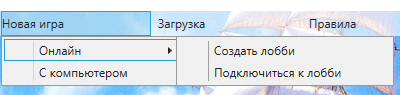 Новая игра Загрузка Правила
Онлайн Создать лобби
С компьютером Подключиться к лобби